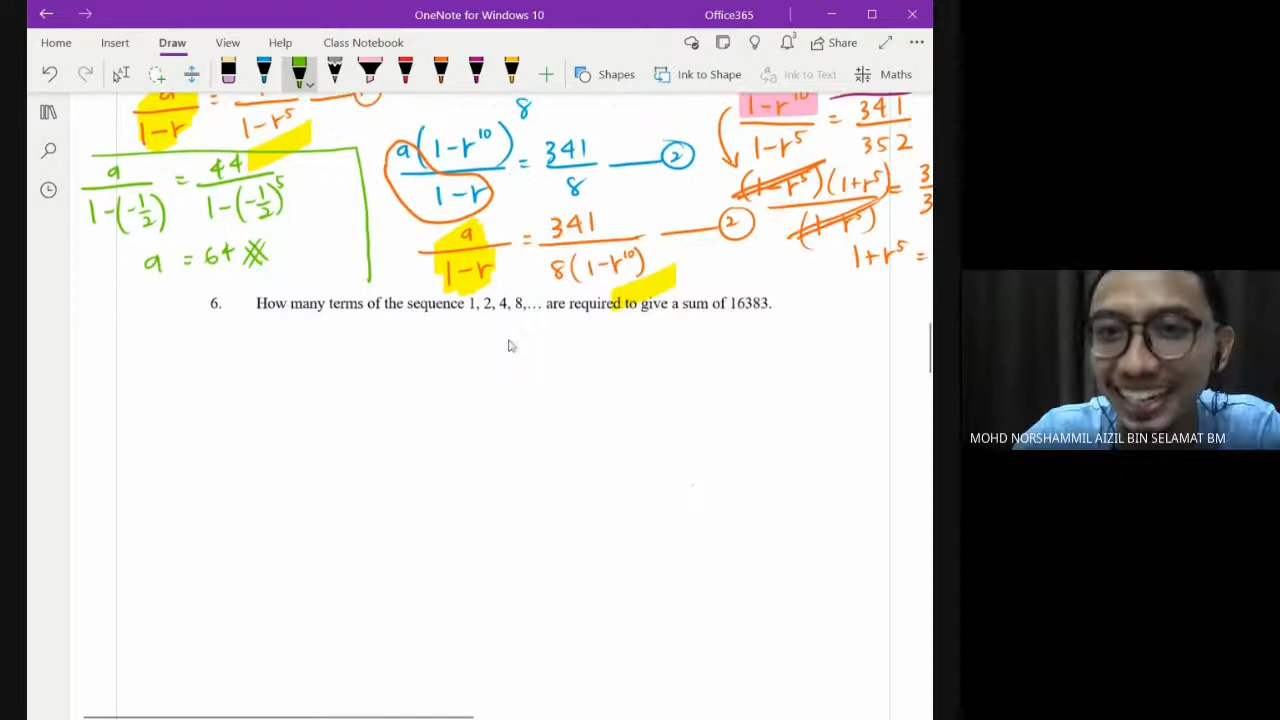 OneNote for Windows 10
Office365
Home Insert Draw View Help Class Notebook
3
Share
Shapes
Ink to Shape
Ink to Text
Maths
a/(1-r) =
1-r⁵
a/(1-(-1/2)) = 44/(1-(-1/2)⁵)
a = 64
8
a(1-r¹⁰)/(1-r) = 341/8 — ②
a/(1-r) = 341/(8(1-r¹⁰)) — ②
(1-r¹⁰)/(1-r⁵) = 341/352
(1-r⁵)(1+r⁵)/(1-r⁵) = 3/3
1+r⁵ =
6. How many terms of the sequence 1, 2, 4, 8,… are required to give a sum of 16383.
MOHD NORSHAMMIL AIZIL BIN SELAMAT BM